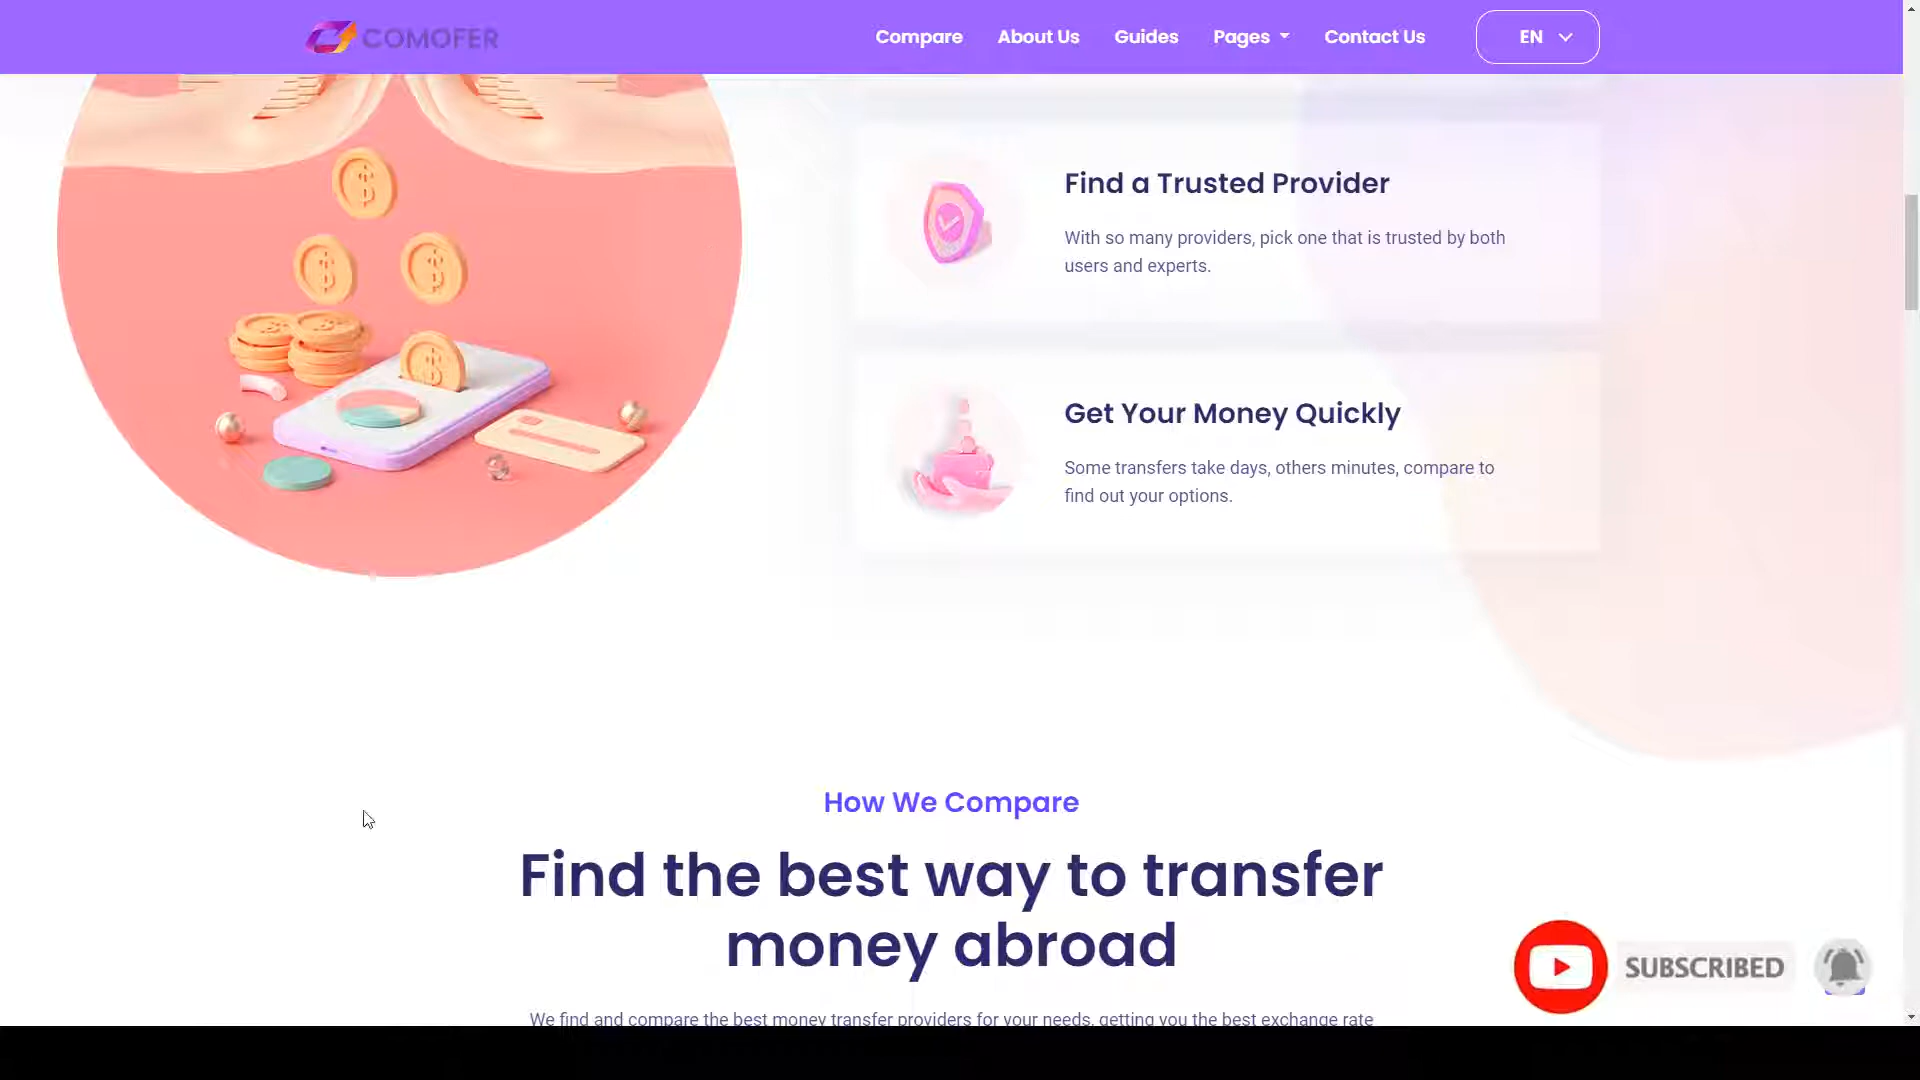 COMOFER
Compare
About Us
Guides
Pages
Contact Us
EN
Find a Trusted Provider
With so many providers, pick one that is trusted by both
users and experts.
Get Your Money Quickly
Some transfers take days, others minutes, compare to
find out your options.
How We Compare
Find the best way to transfer
money abroad
We find and compare the best money transfer providers for your needs, getting you the best exchange rate
SUBSCRIBED